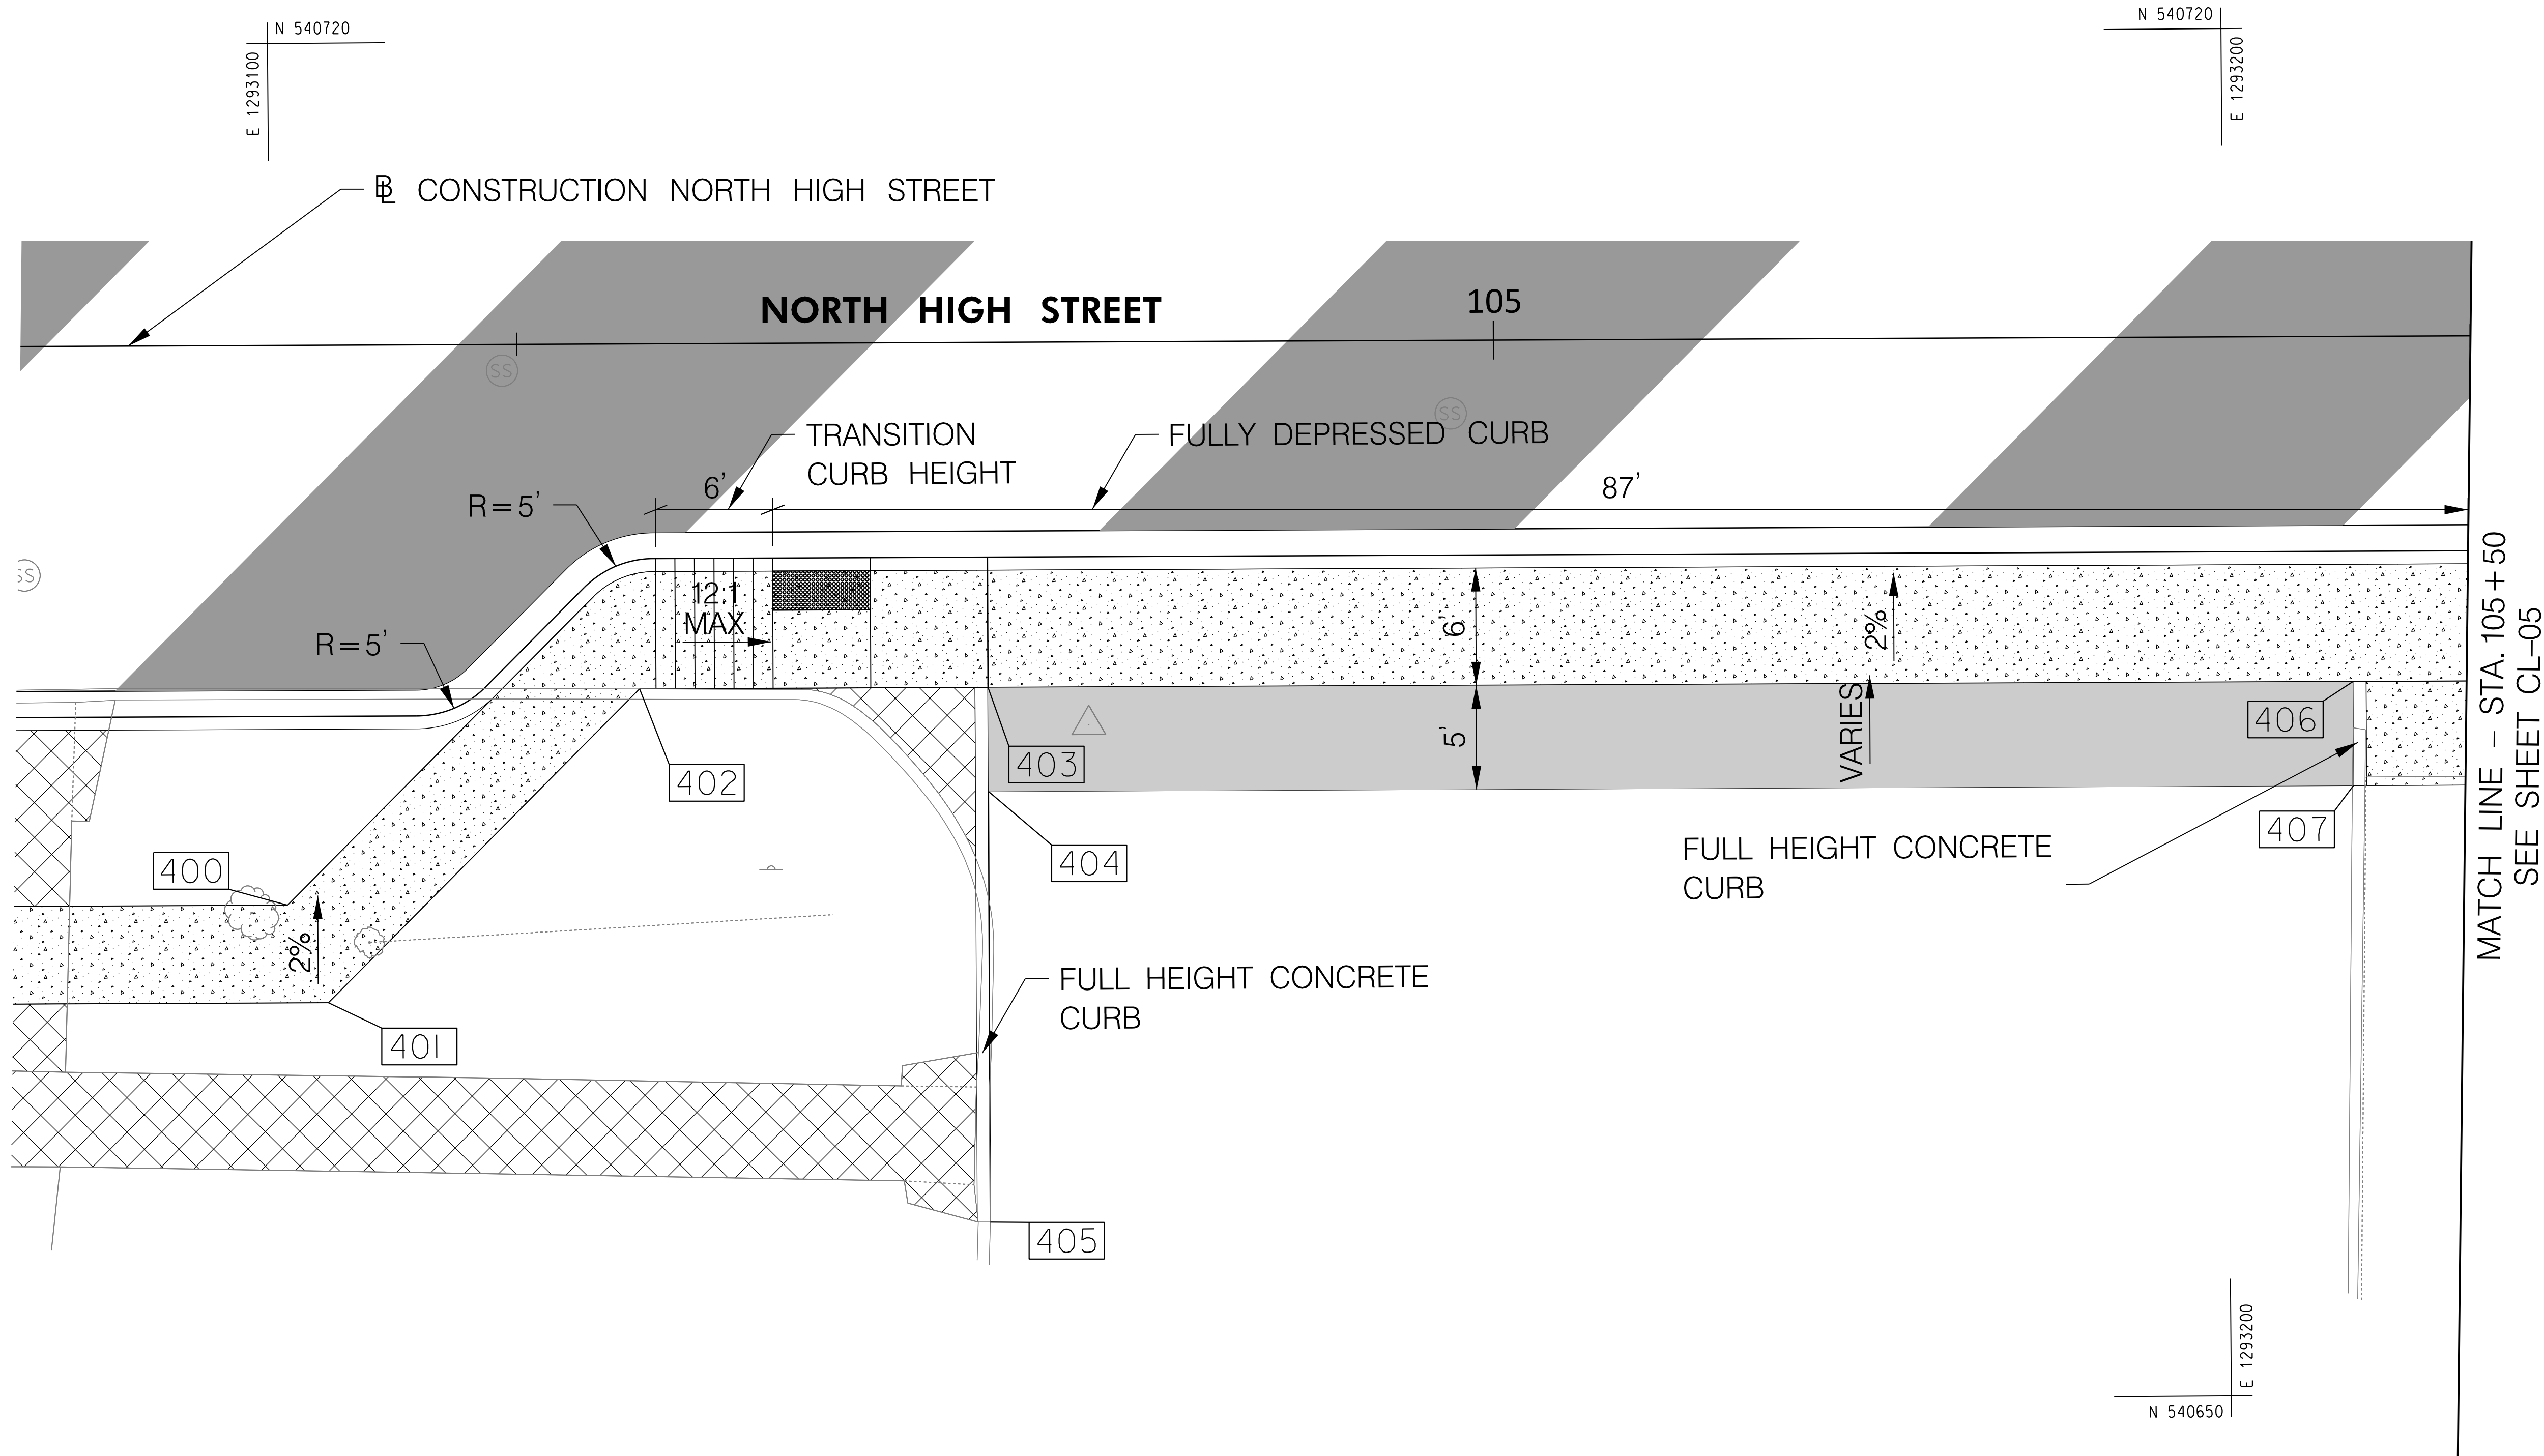 N 540720
E 1293100
N 540720
E 1293200
BL CONSTRUCTION NORTH HIGH STREET
NORTH HIGH STREET
105
SS
SS
TRANSITION
CURB HEIGHT
FULLY DEPRESSED CURB
6'
87'
R=5'
SS
12:1
MAX
6'
2%
R=5'
MATCH LINE - STA. 105+50
SEE SHEET CL-05
402
403
5'
VARIES
406
407
400
404
FULL HEIGHT CONCRETE
CURB
2%
401
FULL HEIGHT CONCRETE
CURB
405
E 1293200
N 540650